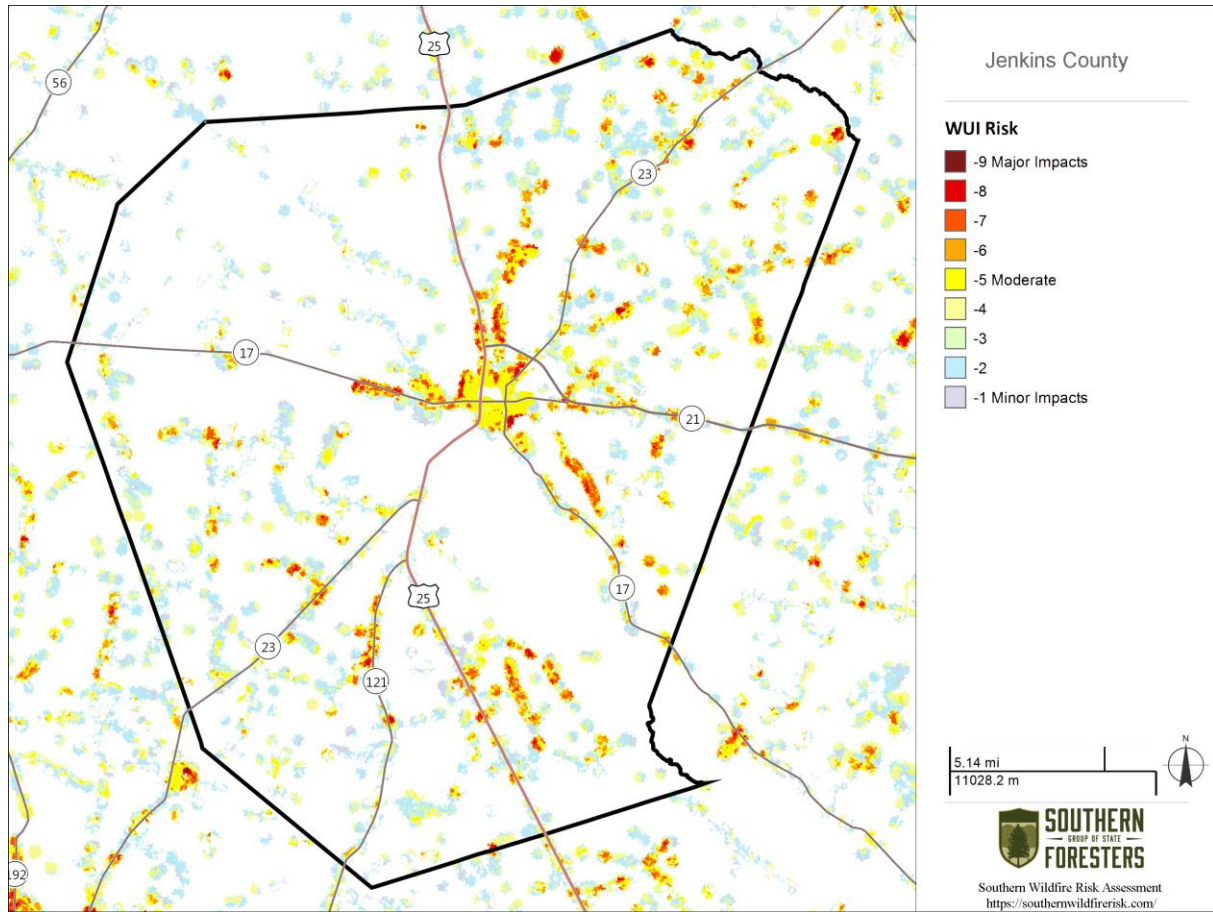 Jenkins County
WUI Risk
-9 Major Impacts
-8
-7
-6
-5 Moderate
-4
-3
-2
-1 Minor Impacts
25
56
23
17
21
17
25
23
121
192
5.14 mi
11028.2 m
N
SOUTHERN
GROUP OF STATE
FORESTERS
Southern Wildfire Risk Assessment
https://southernwildfirerisk.com/